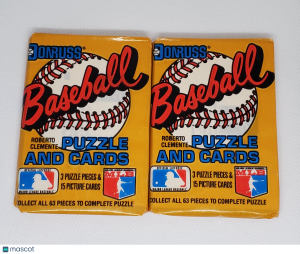 DONRUSS
Baseball
ROBERTO
CLEMENTE
PUZZLE
AND CARDS
3 PUZZLE PIECES &
15 PICTURE CARDS
COLLECT ALL 63 PIECES TO COMPLETE PUZZLE
DONRUSS
Baseball
ROBERTO
CLEMENTE
PUZZLE
AND CARDS
3 PUZZLE PIECES &
15 PICTURE CARDS
COLLECT ALL 63 PIECES TO COMPLETE PUZZLE
mascot